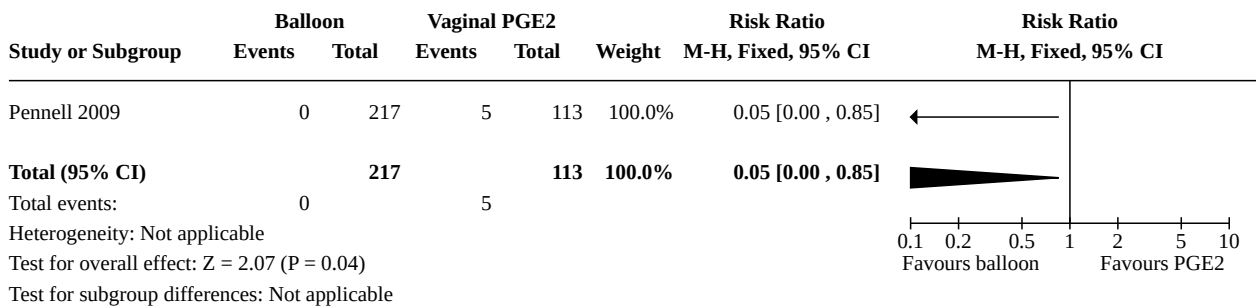 Balloon Vaginal PGE2 Risk Ratio Risk Ratio
Study or Subgroup Events Total Events Total Weight M-H, Fixed, 95% CI M-H, Fixed, 95% CI
Pennell 2009 0 217 5 113 100.0% 0.05 [0.00 , 0.85]
Total (95% CI) 217 113 100.0% 0.05 [0.00 , 0.85]
Total events: 0 5
Heterogeneity: Not applicable
0.1 0.2 0.5 1 2 5 10
Test for overall effect: Z = 2.07 (P = 0.04) Favours balloon Favours PGE2
Test for subgroup differences: Not applicable